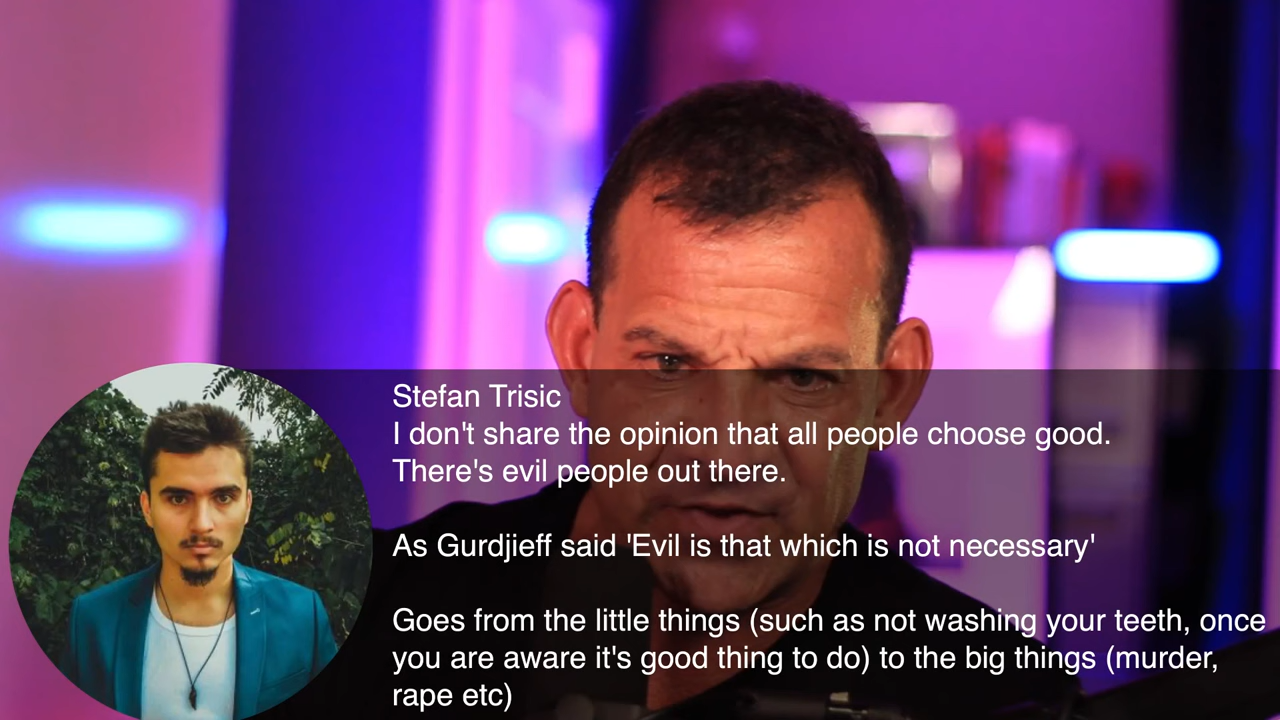 Stefan Trisic
I don't share the opinion that all people choose good.
There's evil people out there.
As Gurdjieff said 'Evil is that which is not necessary'
Goes from the little things (such as not washing your teeth, once
you are aware it's good thing to do) to the big things (murder,
rape etc)